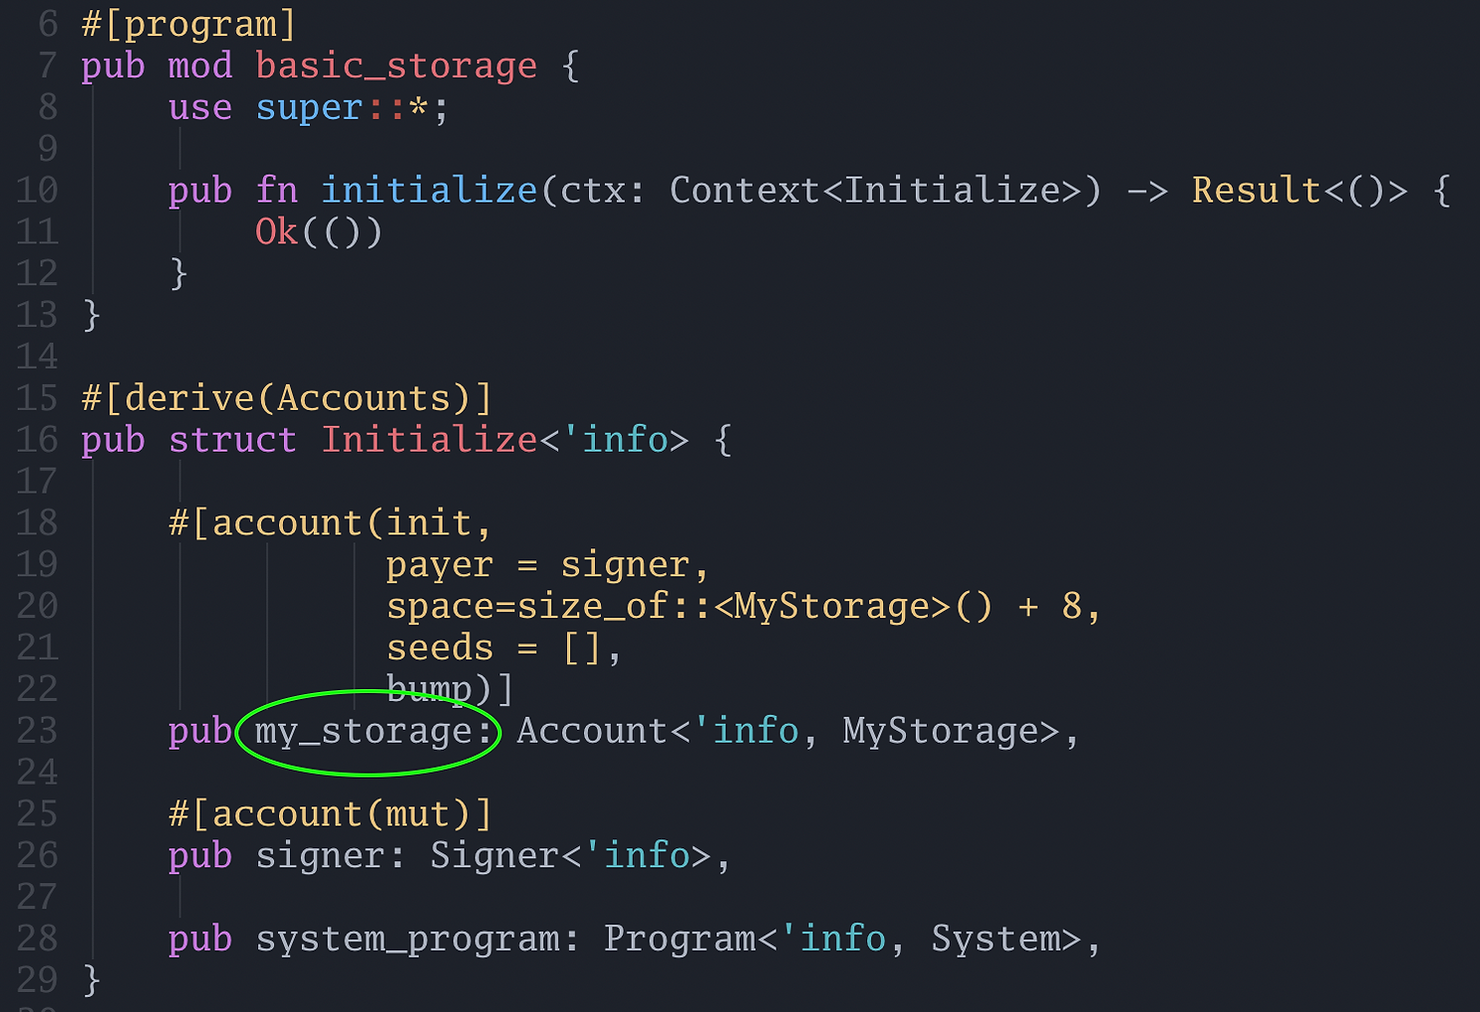 6 #[program]
7 pub mod basic_storage {
8     use super::*;
9
10     pub fn initialize(ctx: Context<Initialize>) -> Result<()> {
11         Ok(())
12     }
13 }
14
15 #[derive(Accounts)]
16 pub struct Initialize<'info> {
17
18     #[account(init,
19               payer = signer,
20               space=size_of::<MyStorage>() + 8,
21               seeds = [],
22               bump)]
23     pub my_storage: Account<'info, MyStorage>,
24
25     #[account(mut)]
26     pub signer: Signer<'info>,
27
28     pub system_program: Program<'info, System>,
29 }